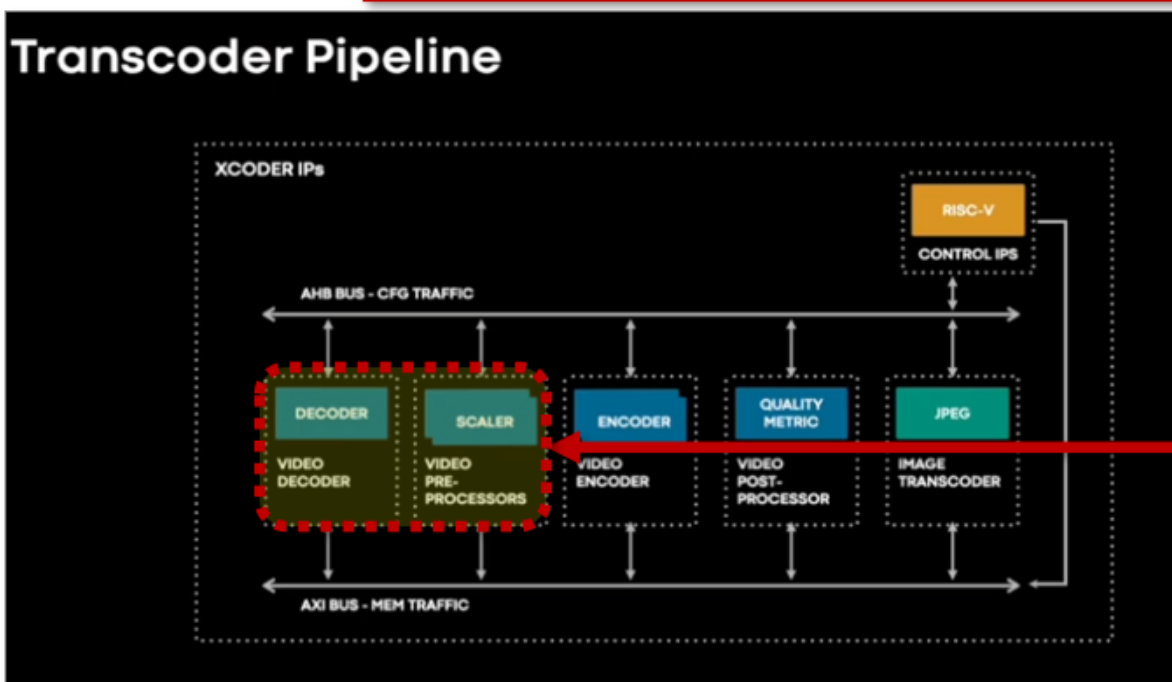 Transcoder Pipeline
XCODER IPs
RISC-V
CONTROL IPS
AHB BUS - CFG TRAFFIC
DECODER
SCALER
ENCODER
QUALITY
METRIC
JPEG
VIDEO
DECODER
VIDEO
PRE-
PROCESSORS
VIDEO
ENCODER
VIDEO
POST-
PROCESSOR
IMAGE
TRANSCODER
AXI BUS - MEM TRAFFIC